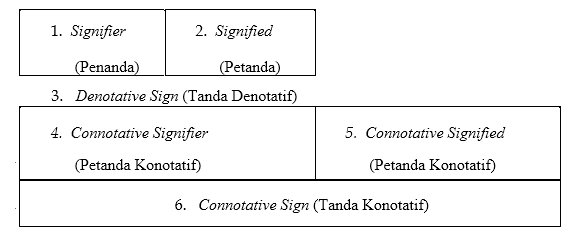 1. Signifier
(Penanda)
2. Signified
(Petanda)
3. Denotative Sign (Tanda Denotatif)
4. Connotative Signifier
(Petanda Konotatif)
5. Connotative Signified
(Petanda Konotatif)
6. Connotative Sign (Tanda Konotatif)